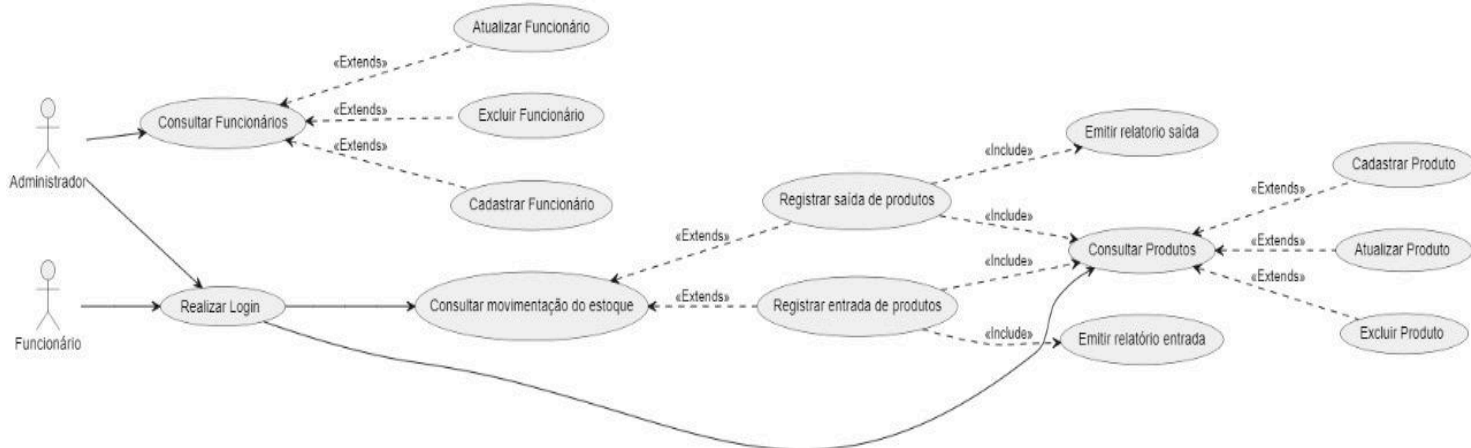 Atualizar Funcionário
«Extends»
Consultar Funcionários
«Extends»
Excluir Funcionário
«Extends»
Cadastrar Funcionário
Administrador
Funcionário
Realizar Login
Consultar movimentação do estoque
«Extends»
Registrar saída de produtos
«Extends»
Registrar entrada de produtos
«Include»
Emitir relatorio saída
«Include»
«Include»
Consultar Produtos
«Include»
Emitir relatório entrada
«Extends»
Cadastrar Produto
«Extends»
Atualizar Produto
«Extends»
Excluir Produto